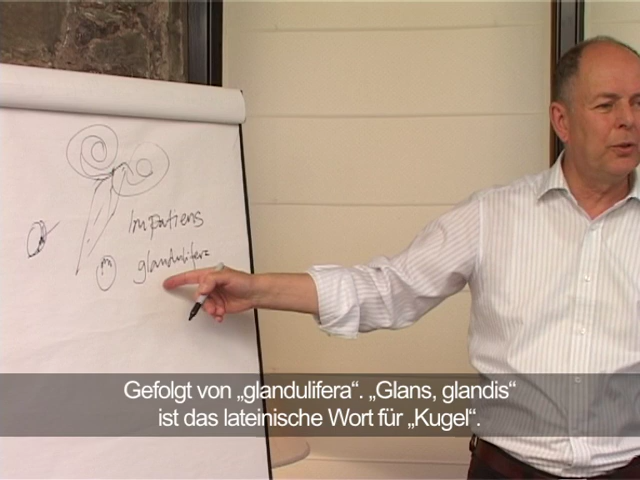 Impatiens
glandulifera
Gefolgt von „glandulifera“. „Glans, glandis“
ist das lateinische Wort für „Kugel“.